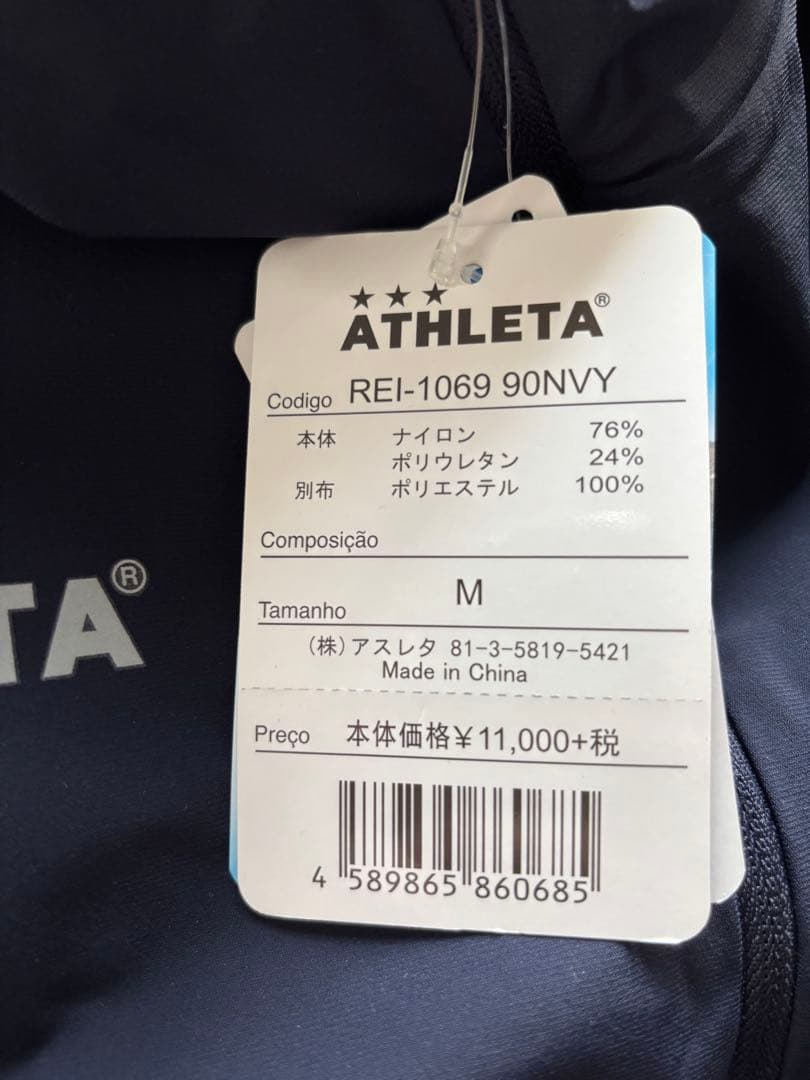 ★★★
ATHLETA®
Codigo REI-1069 90NVY
本体 ナイロン 76%
ポリウレタン 24%
別布 ポリエステル 100%
Composição
Tamanho M
(株)アスレタ 81-3-5819-5421
Made in China
Preço 本体価格¥11,000+税
4 589865 860685
TA®